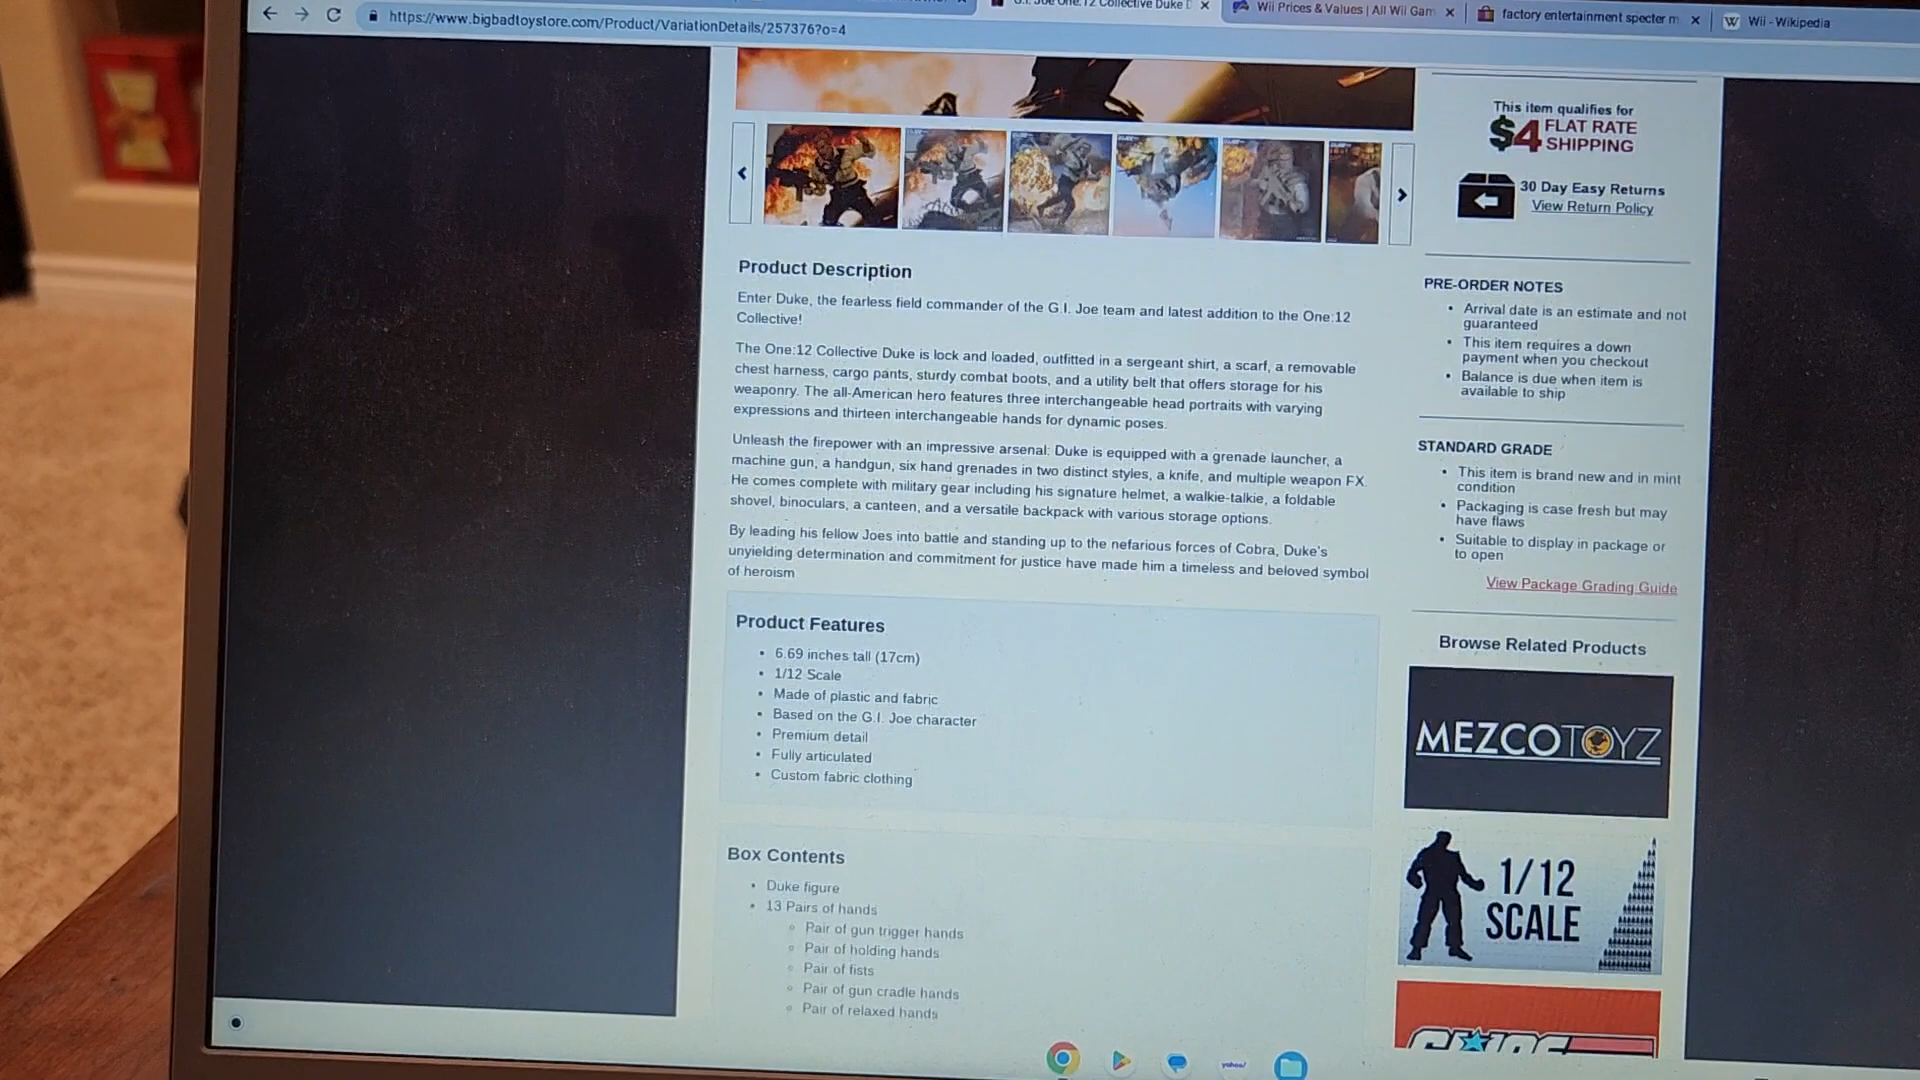 G.I. Joe One:12 Collective Duke D
Wii Prices & Values | All Wii Gam
factory entertainment specter m
Wii - Wikipedia
https://www.bigbadtoystore.com/Product/VariationDetails/257376?o=4
This item qualifies for
$4 FLAT RATE
SHIPPING
30 Day Easy Returns
View Return Policy
Product Description
Enter Duke, the fearless field commander of the G.I. Joe team and latest addition to the One:12
Collective!
The One:12 Collective Duke is lock and loaded, outfitted in a sergeant shirt, a scarf, a removable
chest harness, cargo pants, sturdy combat boots, and a utility belt that offers storage for his
weaponry. The all-American hero features three interchangeable head portraits with varying
expressions and thirteen interchangeable hands for dynamic poses.
Unleash the firepower with an impressive arsenal: Duke is equipped with a grenade launcher, a
machine gun, a handgun, six hand grenades in two distinct styles, a knife, and multiple weapon FX.
He comes complete with military gear including his signature helmet, a walkie-talkie, a foldable
shovel, binoculars, a canteen, and a versatile backpack with various storage options.
By leading his fellow Joes into battle and standing up to the nefarious forces of Cobra, Duke's
unyielding determination and commitment for justice have made him a timeless and beloved symbol
of heroism
Product Features
6.69 inches tall (17cm)
1/12 Scale
Made of plastic and fabric
Based on the G.I. Joe character
Premium detail
Fully articulated
Custom fabric clothing
Box Contents
Duke figure
13 Pairs of hands
Pair of gun trigger hands
Pair of holding hands
Pair of fists
Pair of gun cradle hands
Pair of relaxed hands
PRE-ORDER NOTES
Arrival date is an estimate and not
guaranteed
This item requires a down
payment when you checkout
Balance is due when item is
available to ship
STANDARD GRADE
This item is brand new and in mint
condition
Packaging is case fresh but may
have flaws
Suitable to display in package or
to open
View Package Grading Guide
Browse Related Products
MEZCOTOYZ
1/12
SCALE
GI JOE
yahoo!